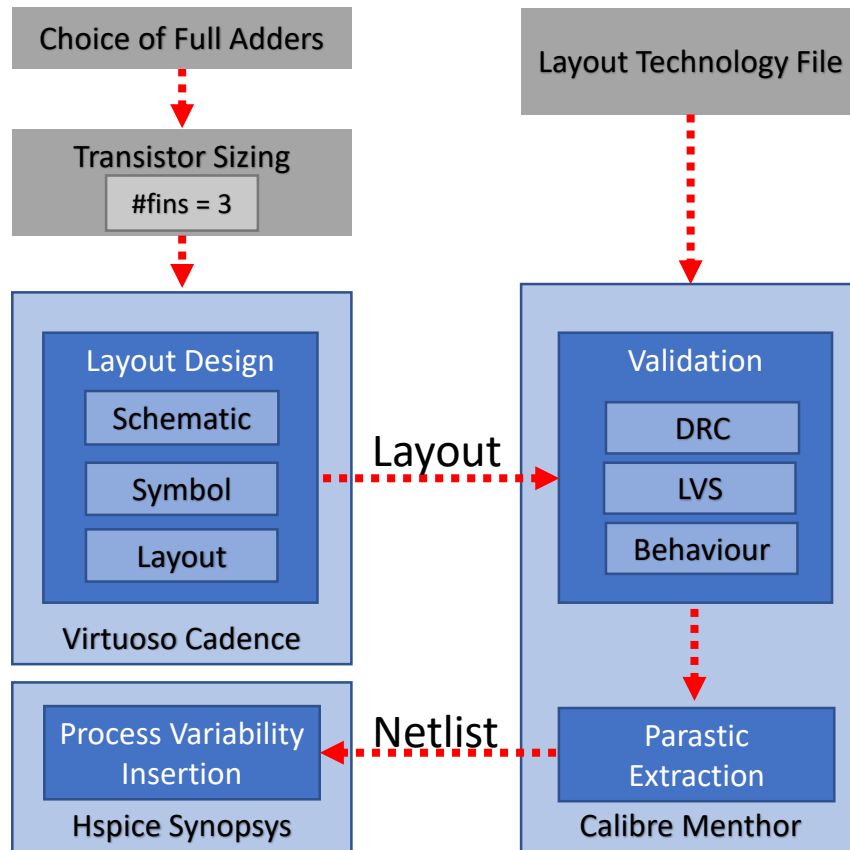 Choice of Full Adders
Transistor Sizing
#fins = 3
Layout Technology File
Layout Design
Schematic
Symbol
Layout
Virtuoso Cadence
Layout
Validation
DRC
LVS
Behaviour
Parastic
Extraction
Calibre Menthor
Netlist
Process Variability
Insertion
Hspice Synopsys